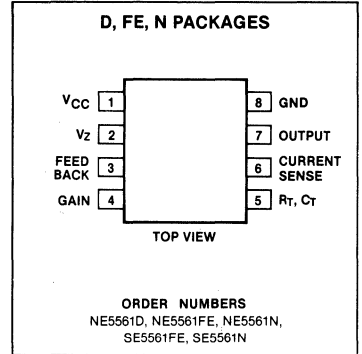 D, FE, N PACKAGES
VCC 1
8 GND
VZ 2
7 OUTPUT
FEED
BACK 3
6 CURRENT
SENSE
GAIN 4
5 RT, CT
TOP VIEW
ORDER NUMBERS
NE5561D, NE5561FE, NE5561N,
SE5561FE, SE5561N